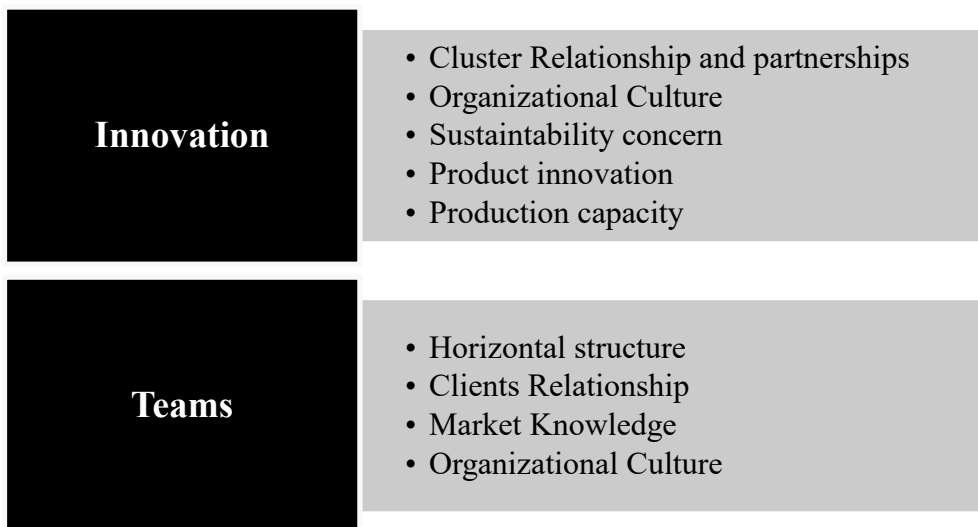 Innovation
• Cluster Relationship and partnerships
• Organizational Culture
• Sustaintability concern
• Product innovation
• Production capacity
Teams
• Horizontal structure
• Clients Relationship
• Market Knowledge
• Organizational Culture